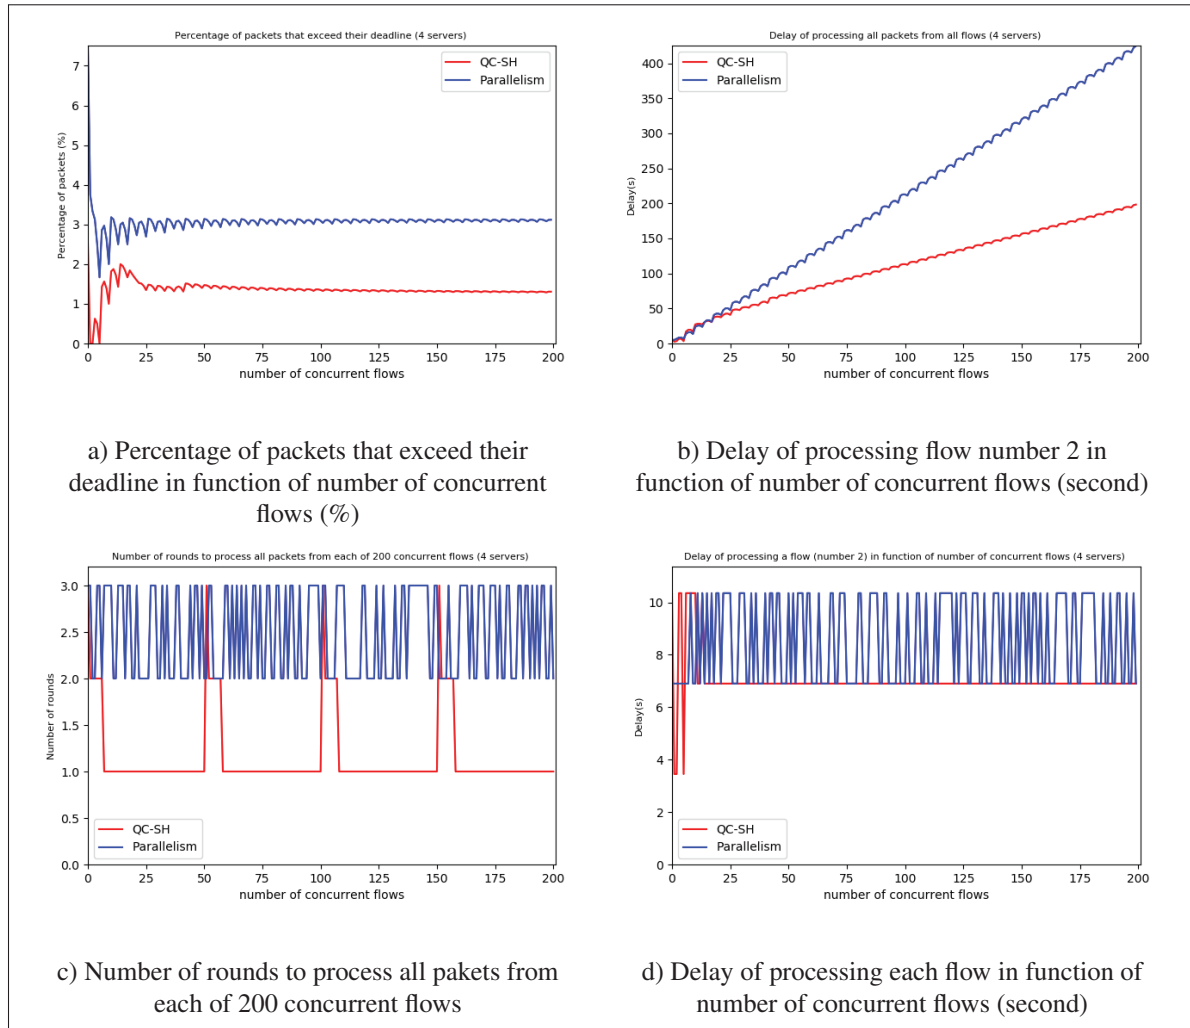 Percentage of packets that exceed their deadline (4 servers)
7
6
5
4
3
2
1
0
Percentage of packets (%)
QC-SH
Parallelism
0 25 50 75 100 125 150 175 200
number of concurrent flows
a) Percentage of packets that exceed their
deadline in function of number of concurrent
flows (%)
Delay of processing all packets from all flows (4 servers)
400
350
300
250
200
150
100
50
0
Delay(s)
QC-SH
Parallelism
0 25 50 75 100 125 150 175 200
number of concurrent flows
b) Delay of processing flow number 2 in
function of number of concurrent flows (second)
Number of rounds to process all packets from each of 200 concurrent flows (4 servers)
3.0
2.5
2.0
1.5
1.0
0.5
0.0
Number of rounds
QC-SH
Parallelism
0 25 50 75 100 125 150 175 200
number of concurrent flows
c) Number of rounds to process all pakets from
each of 200 concurrent flows
Delay of processing a flow (number 2) in function of number of concurrent flows (4 servers)
10
8
6
4
2
0
Delay(s)
QC-SH
Parallelism
0 25 50 75 100 125 150 175 200
number of concurrent flows
d) Delay of processing each flow in function of
number of concurrent flows (second)